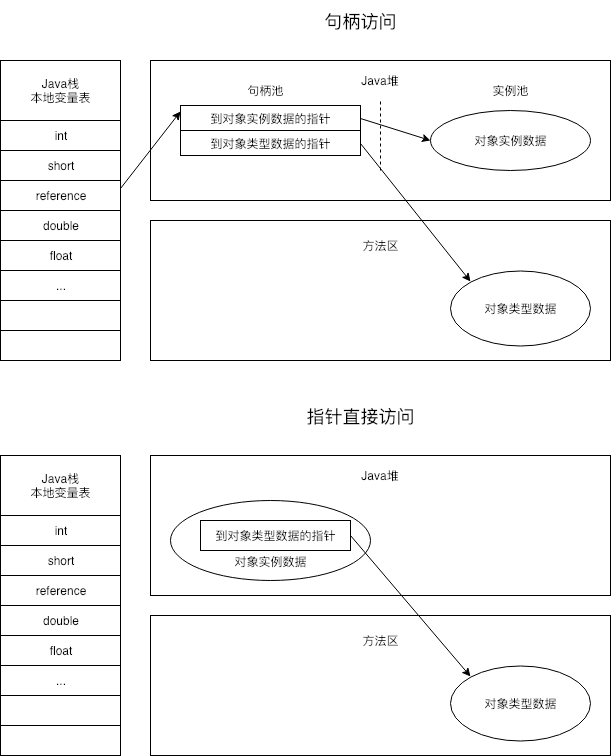 句柄访问
Java栈
本地变量表
int
short
reference
double
float
...
Java堆
句柄池
实例池
到对象实例数据的指针
到对象类型数据的指针
对象实例数据
方法区
对象类型数据
指针直接访问
Java栈
本地变量表
int
short
reference
double
float
...
Java堆
到对象类型数据的指针
对象实例数据
方法区
对象类型数据